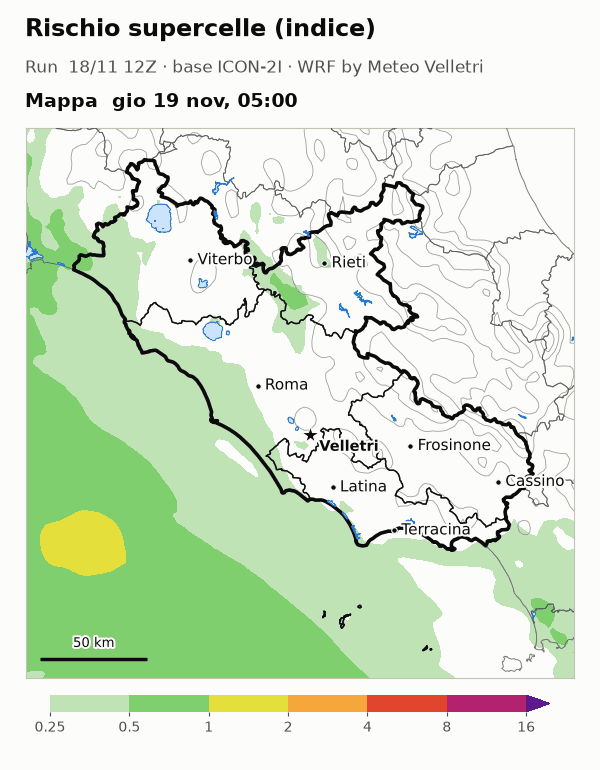 Rischio supercelle (indice)
Run  18/11 12Z · base ICON-2I · WRF by Meteo Velletri
Mappa  gio 19 nov, 05:00
Viterbo
Rieti
Roma
Velletri
Frosinone
Cassino
Latina
Terracina
50 km
0.25 0.5 1 2 4 8 16